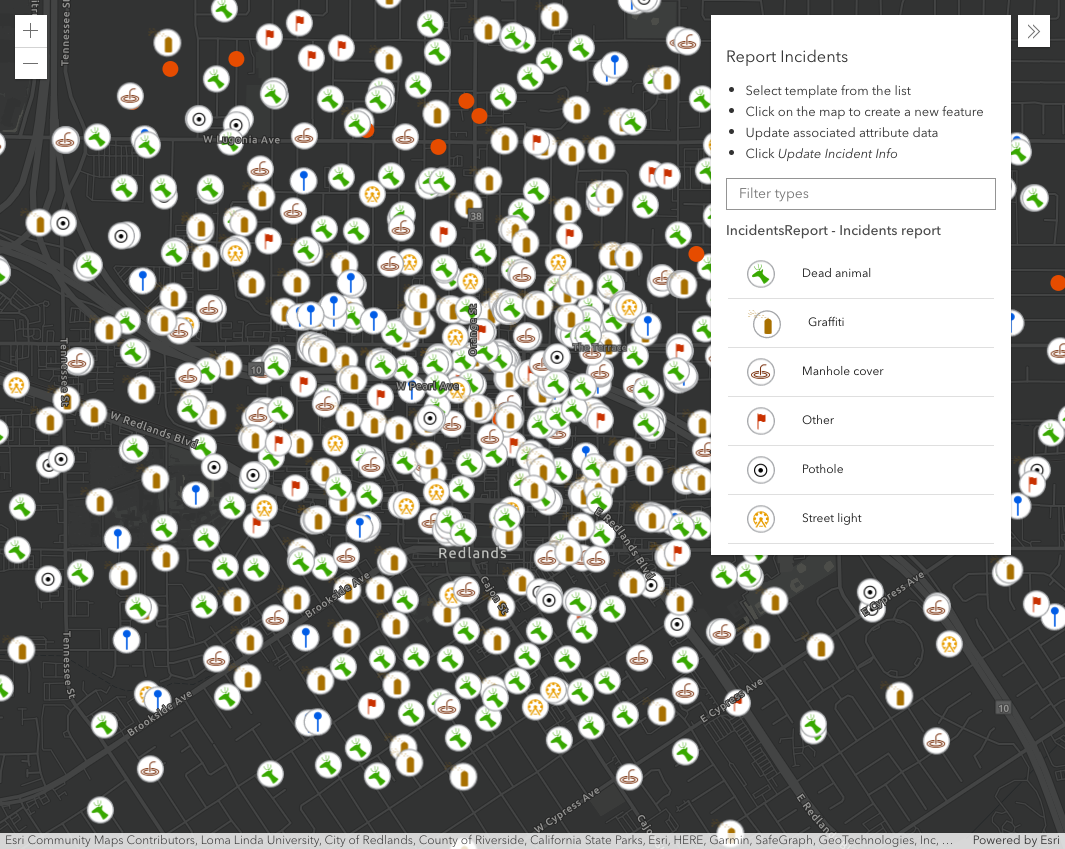 Tennessee St
W Lugonia Ave
38
Orange St
The Terrace
10
W Pearl Ave
Tennessee St
W Redlands Blvd
E Redlands Blvd
Redlands
Cajon St
Brookside Ave
E Cypress Ave
Tennessee St
Brookside Ave
E Cypress Ave
10
W Cypress Ave
Report Incidents
Select template from the list
Click on the map to create a new feature
Update associated attribute data
Click Update Incident Info
Filter types
IncidentsReport - Incidents report
Dead animal
Graffiti
Manhole cover
Other
Pothole
Street light
Esri Community Maps Contributors, Loma Linda University, City of Redlands, County of Riverside, California State Parks, Esri, HERE, Garmin, SafeGraph, GeoTechnologies, Inc, …
Powered by Esri